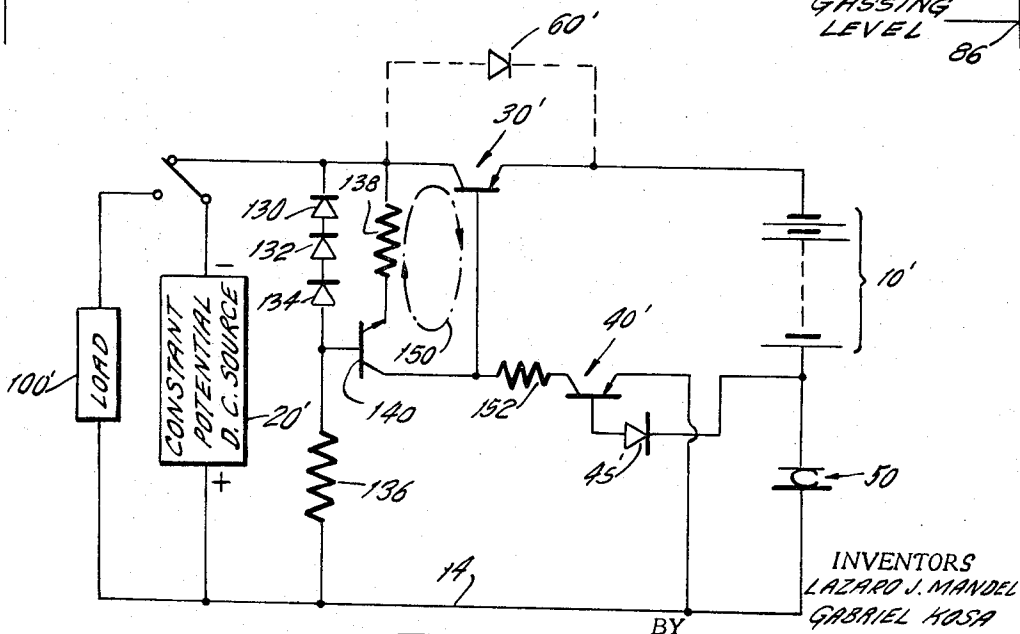 GASSING
LEVEL
86
60'
30'
138
130
132
134
150
10'
40'
−
CONSTANT
POTENTIAL
D. C. SOURCE
20'
+
LOAD
100'
140
152
45'
136
50
14
INVENTORS
LAZARO J. MANDEL
GABRIEL KOSA
BY